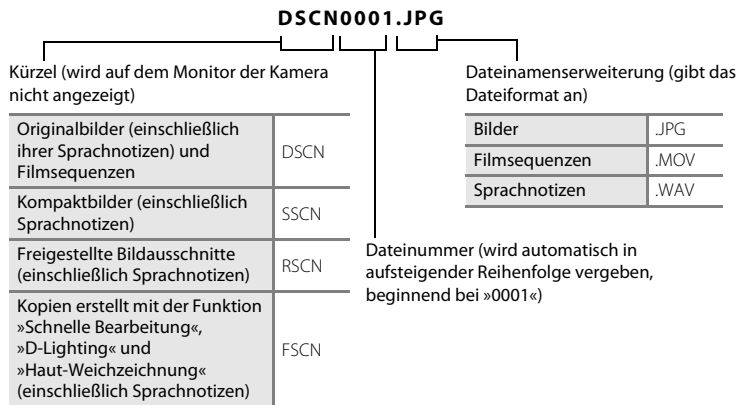 DSCN0001.JPG
Kürzel (wird auf dem Monitor der Kamera
nicht angezeigt)
Originalbilder (einschließlich
ihrer Sprachnotizen) und
Filmsequenzen
DSCN
Kompaktbilder (einschließlich
Sprachnotizen)
SSCN
Freigestellte Bildausschnitte
(einschließlich Sprachnotizen)
RSCN
Kopien erstellt mit der Funktion
»Schnelle Bearbeitung«,
»D-Lighting« und
»Haut-Weichzeichnung«
(einschließlich Sprachnotizen)
FSCN
Dateinamenserweiterung (gibt das
Dateiformat an)
Bilder .JPG
Filmsequenzen .MOV
Sprachnotizen .WAV
Dateinummer (wird automatisch in
aufsteigender Reihenfolge vergeben,
beginnend bei »0001«)